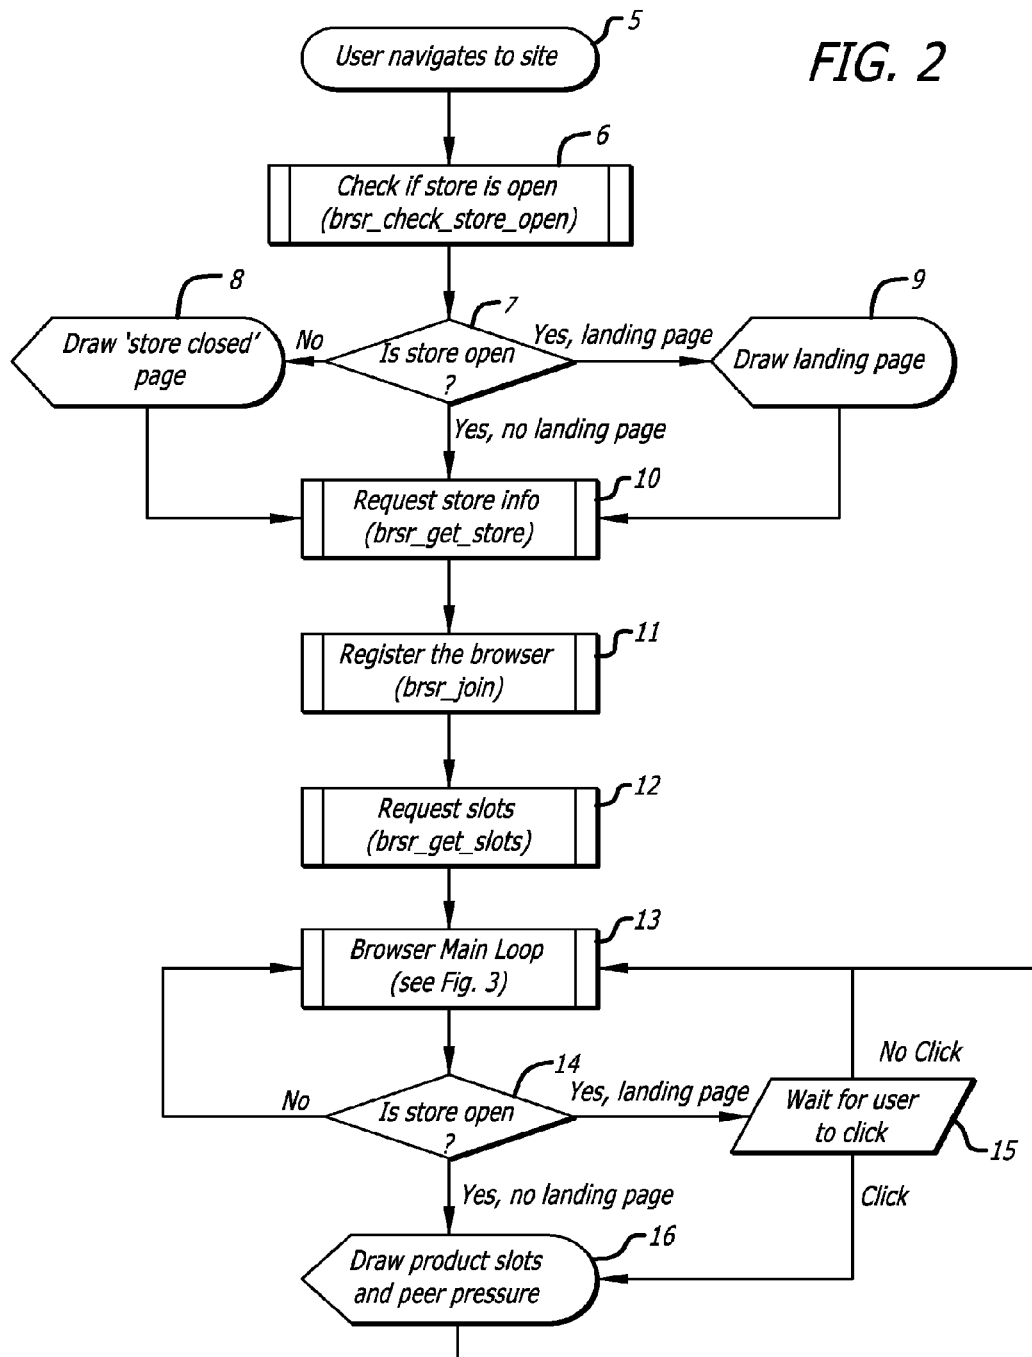 5
User navigates to site
FIG. 2
6
Check if store is open
(brsr_check_store_open)
8
7
9
Draw 'store closed'
page
No
Is store open
?
Yes, landing page
Draw landing page
Yes, no landing page
10
Request store info
(brsr_get_store)
11
Register the browser
(brsr_join)
12
Request slots
(brsr_get_slots)
13
Browser Main Loop
(see Fig. 3)
No Click
14
No
Is store open
?
Yes, landing page
Wait for user
to click
15
Yes, no landing page
Click
16
Draw product slots
and peer pressure